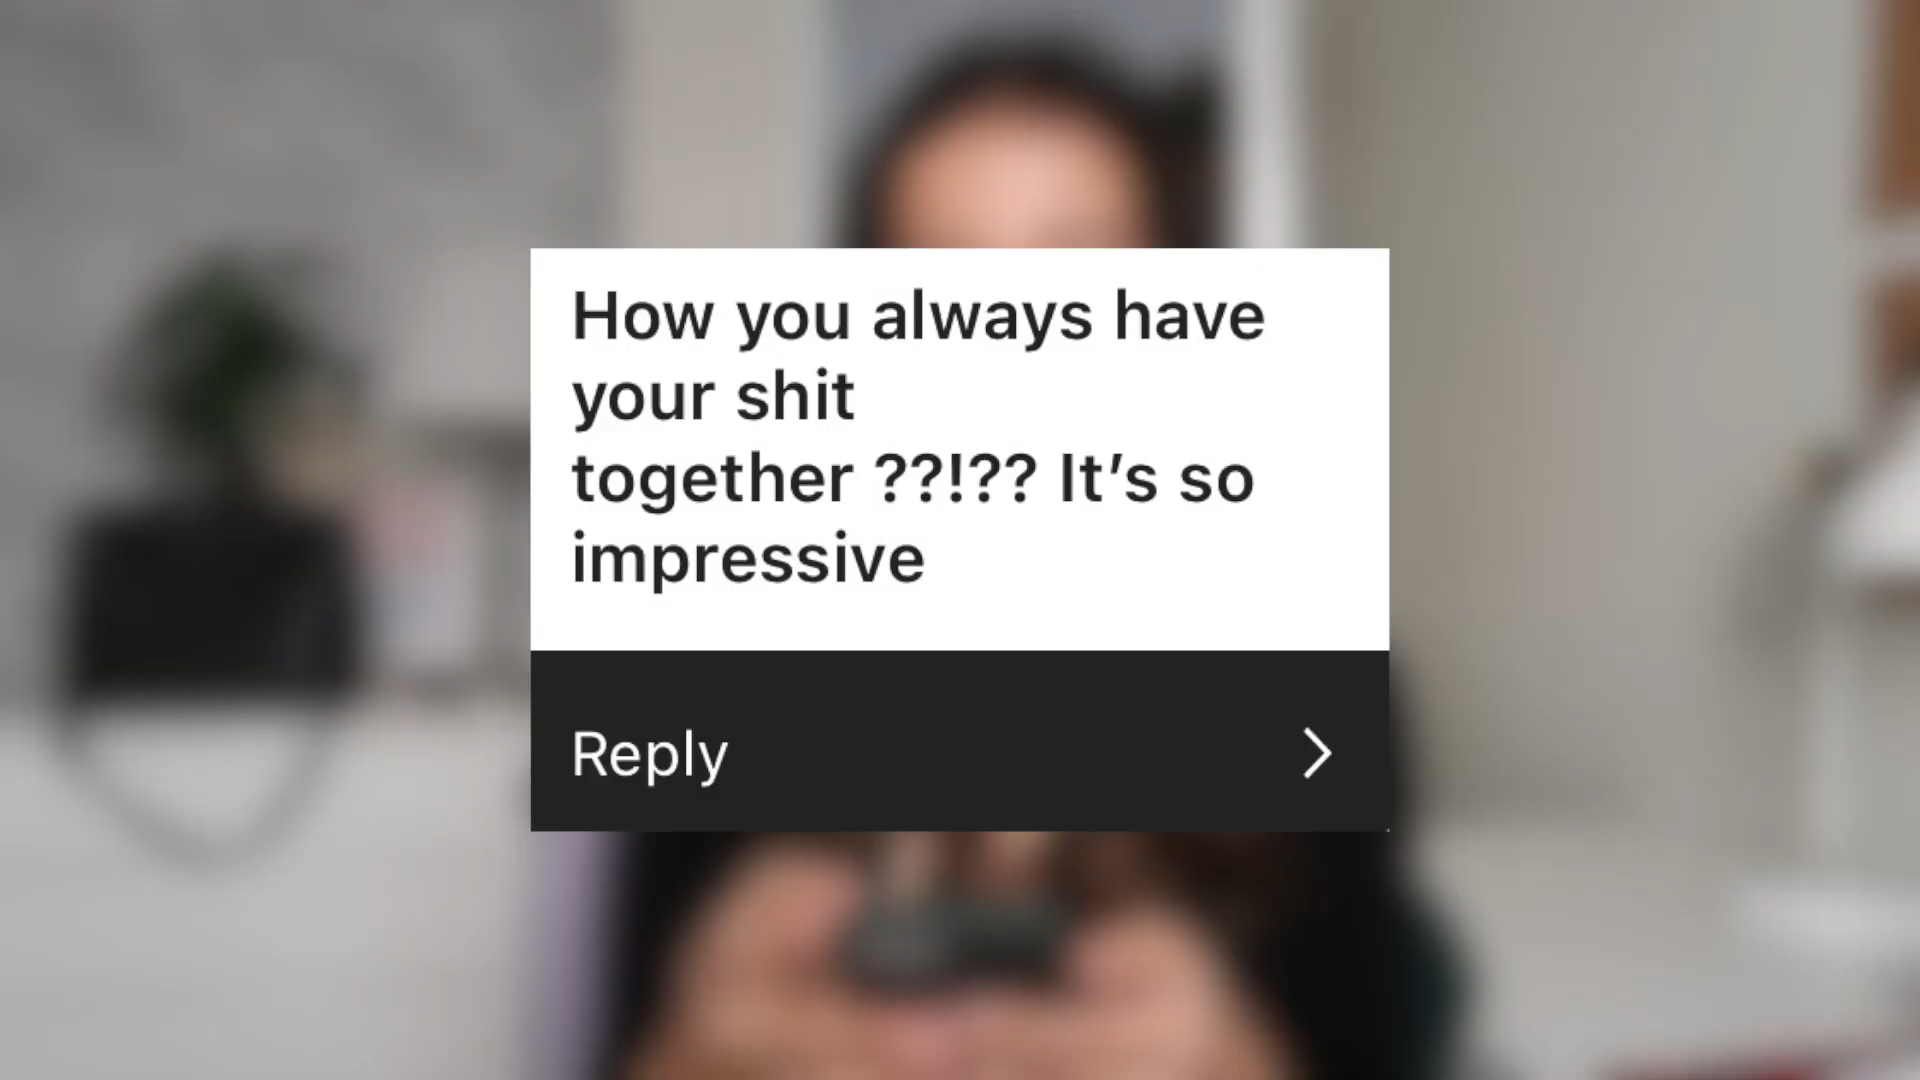 How you always have
your shit
together ??!?? It’s so
impressive
Reply